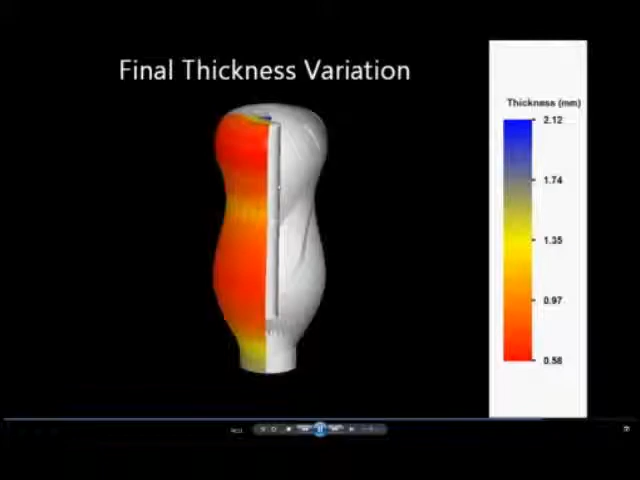 Final Thickness Variation
Thickness (mm)
2.12
1.74
1.35
0.97
0.58